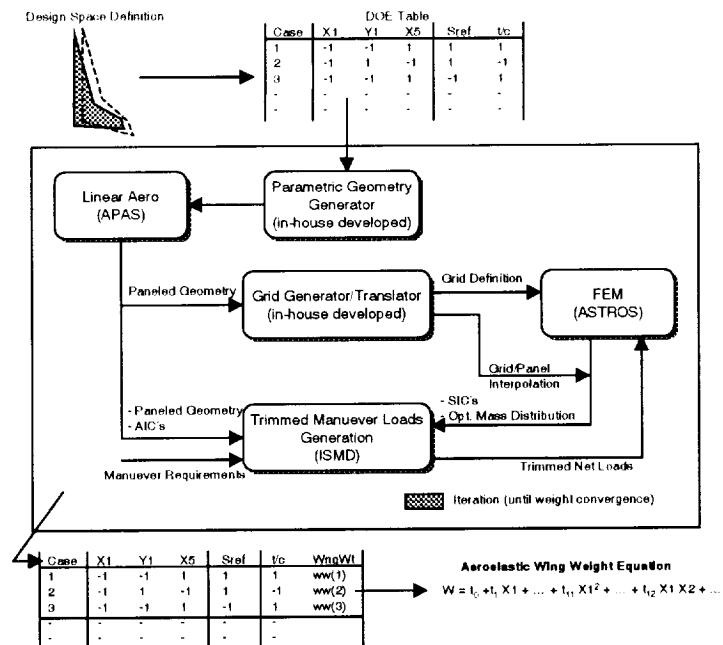 Design Space Definition
DOE Table
Case X1 Y1 X5 Sref t/c
1 -1 -1 1 1 1
2 -1 1 -1 1 -1
3 -1 -1 1 -1 1
- - - - - -
- - - - - -
Linear Aero
(APAS)
Parametric Geometry
Generator
(in-house developed)
Paneled Geometry
Grid Generator/Translator
(in-house developed)
Grid Definition
FEM
(ASTROS)
Grid/Panel
Interpolation
- Paneled Geometry
- AIC's
Trimmed Manuever Loads
Generation
(ISMD)
- SIC's
- Opt. Mass Distribution
Manuever Requirements
Trimmed Net Loads
Iteration (until weight convergence)
Case X1 Y1 X5 Sref t/c WngWt
1 -1 -1 1 1 1 ww(1)
2 -1 1 -1 1 -1 ww(2)
3 -1 -1 1 -1 1 ww(3)
- - - - - -
- - - - - -
Aeroelastic Wing Weight Equation
W = t₀ +t₁ X1 + ... + t₁₁ X1² + ... + t₁₂ X1 X2 + ...